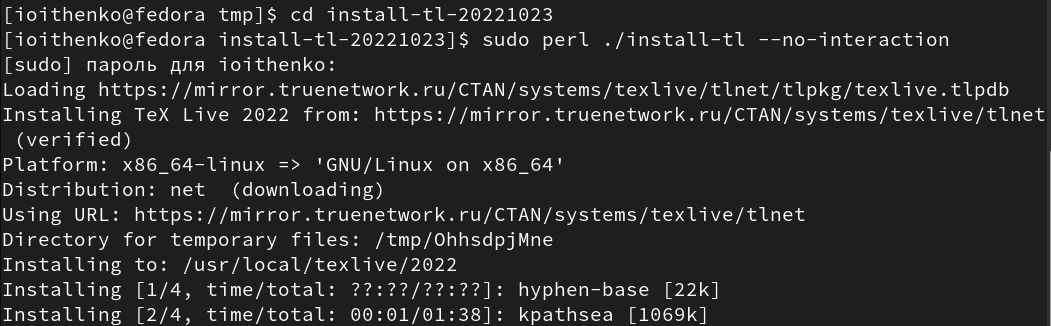 [ioithenko@fedora tmp]$ cd install-tl-20221023
[ioithenko@fedora install-tl-20221023]$ sudo perl ./install-tl --no-interaction
[sudo] пароль для ioithenko:
Loading https://mirror.truenetwork.ru/CTAN/systems/texlive/tlnet/tlpkg/texlive.tlpdb
Installing TeX Live 2022 from: https://mirror.truenetwork.ru/CTAN/systems/texlive/tlnet
(verified)
Platform: x86_64-linux => 'GNU/Linux on x86_64'
Distribution: net  (downloading)
Using URL: https://mirror.truenetwork.ru/CTAN/systems/texlive/tlnet
Directory for temporary files: /tmp/OhhsdpjMne
Installing to: /usr/local/texlive/2022
Installing [1/4, time/total: ??:??/??:??]: hyphen-base [22k]
Installing [2/4, time/total: 00:01/01:38]: kpathsea [1069k]